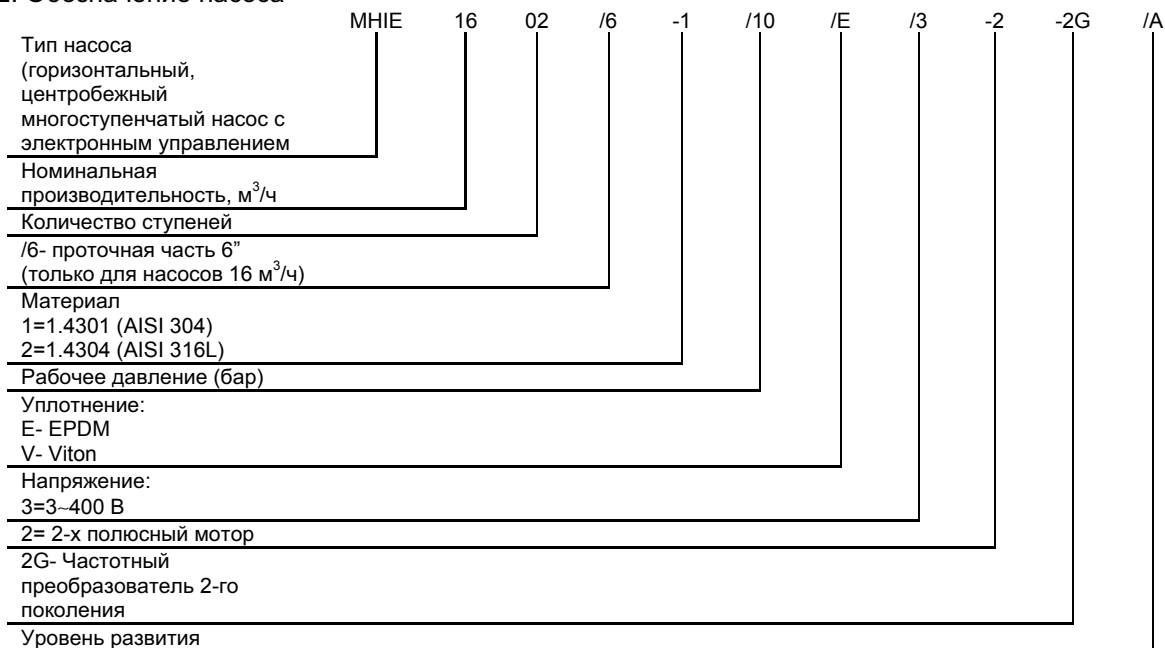 2. Обозначение насоса
MHIE 16 02 /6 -1 /10 /E /3 -2 -2G /A
Тип насоса
(горизонтальный,
центробежный
многоступенчатый насос с
электронным управлением
Номинальная
производительность, м³/ч
Количество ступеней
/6- проточная часть 6”
(только для насосов 16 м³/ч)
Материал
1=1.4301 (AISI 304)
2=1.4304 (AISI 316L)
Рабочее давление (бар)
Уплотнение:
E- EPDM
V- Viton
Напряжение:
3=3~400 В
2= 2-х полюсный мотор
2G- Частотный
преобразователь 2-го
поколения
Уровень развития